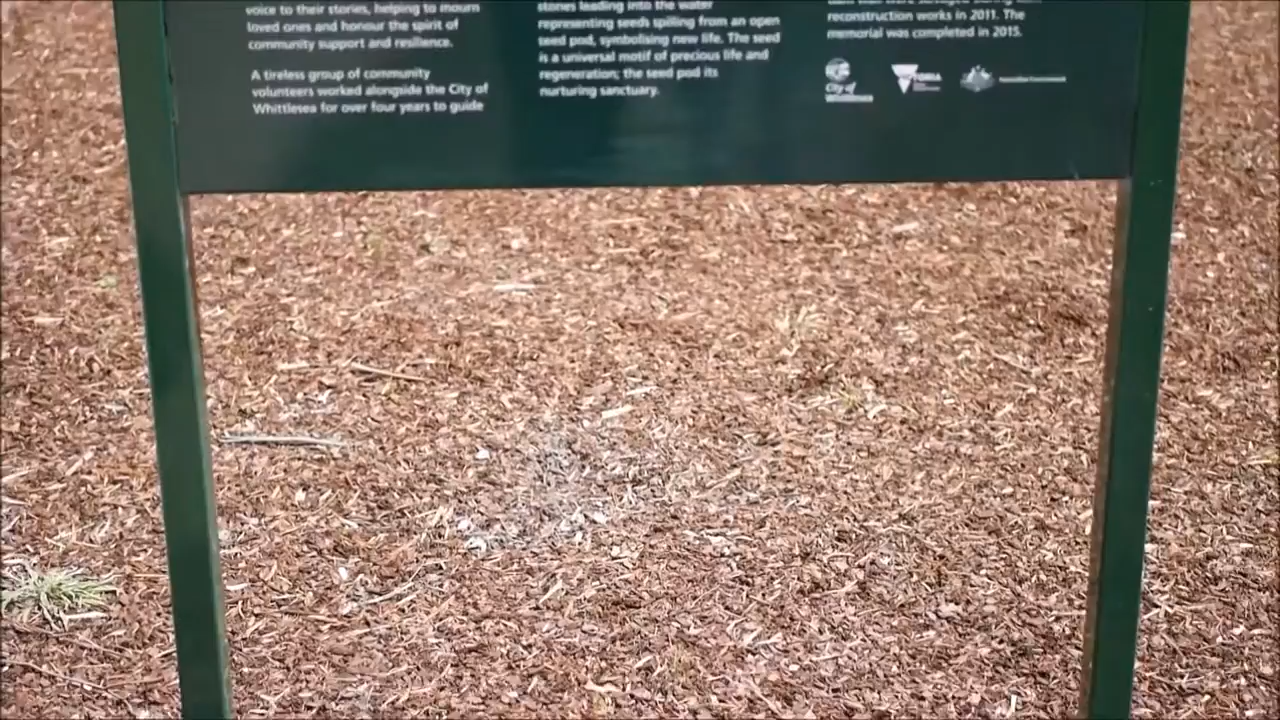 voice to their stories, helping to mourn
loved ones and honour the spirit of
community support and resilience.
A tireless group of community
volunteers worked alongside the City of
Whittlesea for over four years to guide
stones leading into the water
representing seeds spilling from an open
seed pod, symbolising new life. The seed
is a universal motif of precious life and
regeneration; the seed pod its
nurturing sanctuary.
reconstruction works in 2011. The
memorial was completed in 2015.
City of
Whittlesea
VICTORIA
Australian Government